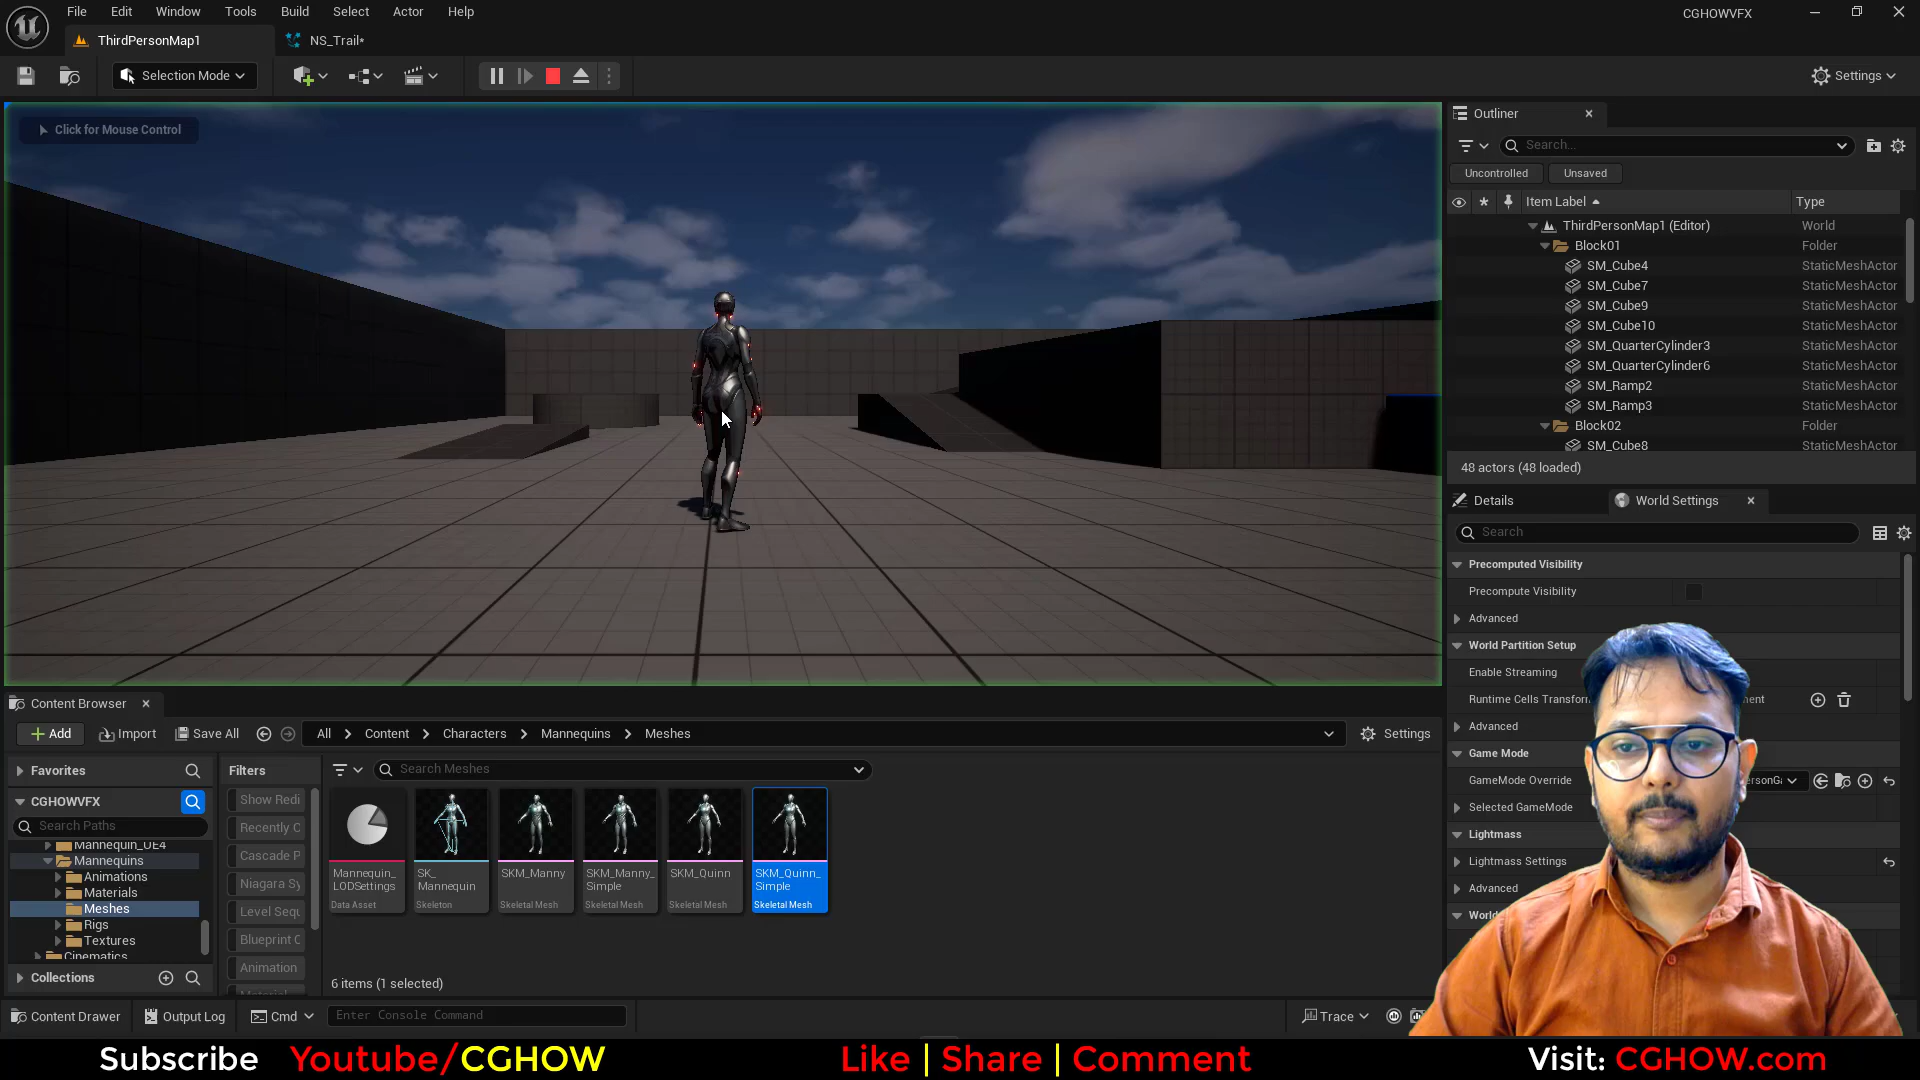 File Edit Window Tools Build Select Actor Help
CGHOWVFX
ThirdPersonMap1
NS_Trail*
Selection Mode
Settings
Click for Mouse Control
Outliner
Search...
Uncontrolled
Unsaved
Item Label
Type
ThirdPersonMap1 (Editor) World
Block01 Folder
SM_Cube4 StaticMeshActor
SM_Cube7 StaticMeshActor
SM_Cube9 StaticMeshActor
SM_Cube10 StaticMeshActor
SM_QuarterCylinder3 StaticMeshActor
SM_QuarterCylinder6 StaticMeshActor
SM_Ramp2 StaticMeshActor
SM_Ramp3 StaticMeshActor
Block02 Folder
SM_Cube8 StaticMeshActor
48 actors (48 loaded)
Details
World Settings
Search
Precomputed Visibility
Precompute Visibility
Advanced
World Partition Setup
Enable Streaming
Runtime Cells Transform
Advanced
Game Mode
GameMode Override
Selected GameMode
Lightmass
Lightmass Settings
Advanced
World
Content Browser
Add
Import
Save All
All > Content > Characters > Mannequins > Meshes
Settings
Favorites
CGHOWVFX
Search Paths
Mannequin_UE4
Mannequins
Animations
Materials
Meshes
Rigs
Textures
Cinematics
Collections
Filters
Show Redi
Recently C
Cascade P
Niagara Sy
Level Sequ
Blueprint C
Animation
Material
Search Meshes
Mannequin_
LODSettings
Data Asset
SK_
Mannequin
Skeleton
SKM_Manny
Skeletal Mesh
SKM_Manny_
Simple
Skeletal Mesh
SKM_Quinn
Skeletal Mesh
SKM_Quinn_
Simple
Skeletal Mesh
6 items (1 selected)
Content Drawer
Output Log
Cmd
Enter Console Command
Trace
Subscribe Youtube/CGHOW
Like | Share | Comment
Visit: CGHOW.com